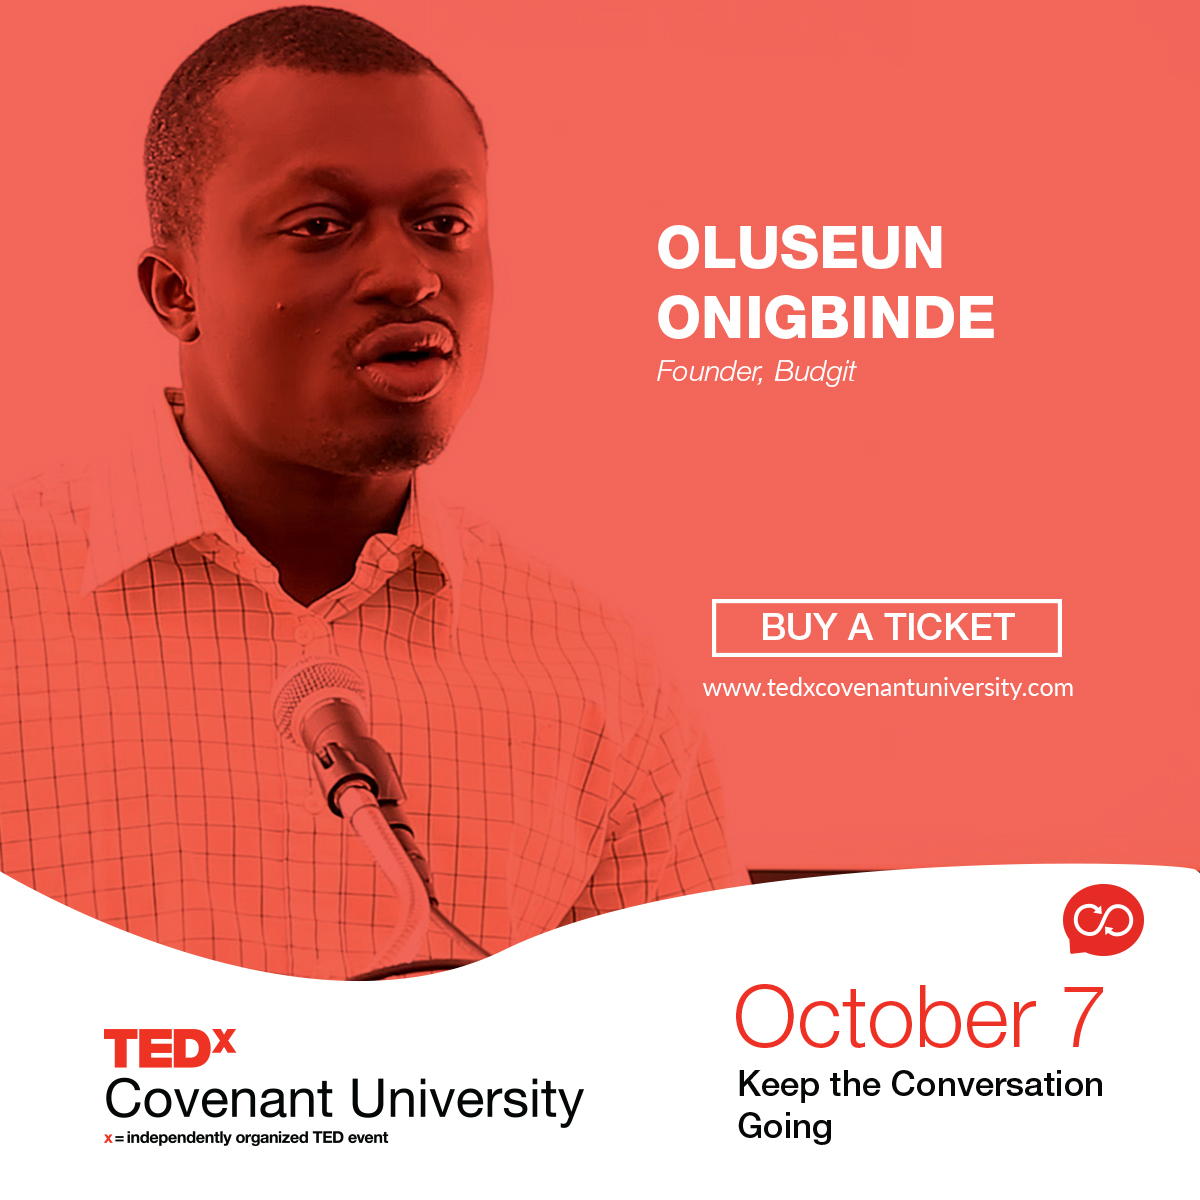 OLUSEUN
ONIGBINDE
Founder, Budgit
BUY A TICKET
www.tedxcovenantuniversity.com
October 7
Keep the Conversation
Going
TEDx
Covenant University
x = independently organized TED event